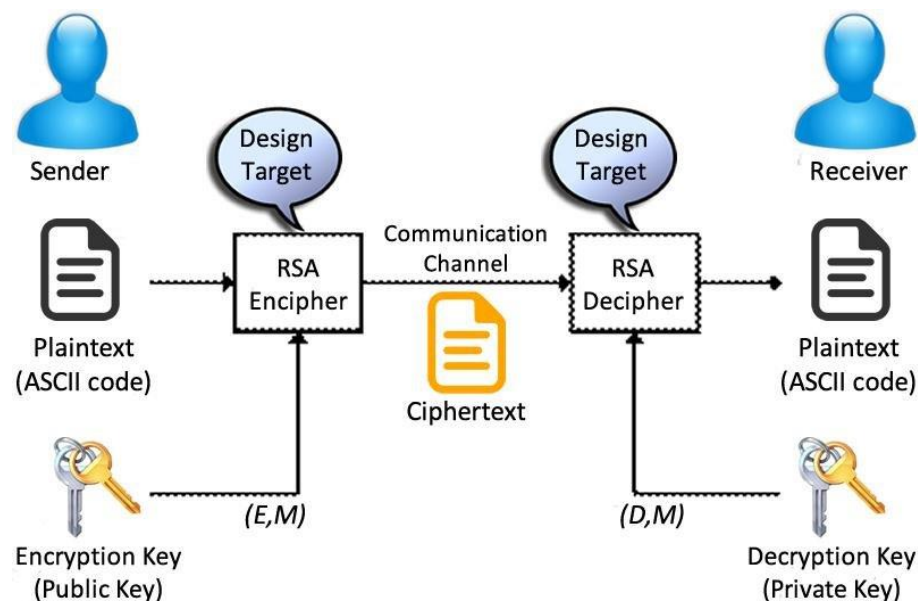 Sender
Receiver
Design
Target
Design
Target
Communication
Channel
RSA
Encipher
RSA
Decipher
Plaintext
(ASCII code)
Ciphertext
Plaintext
(ASCII code)
(E,M)
(D,M)
Encryption Key
(Public Key)
Decryption Key
(Private Key)